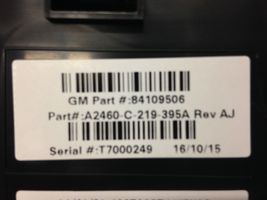 GM Part #:84109506
Part#:A2460-C-219-395A Rev AJ
Serial #:T7000249 16/10/15